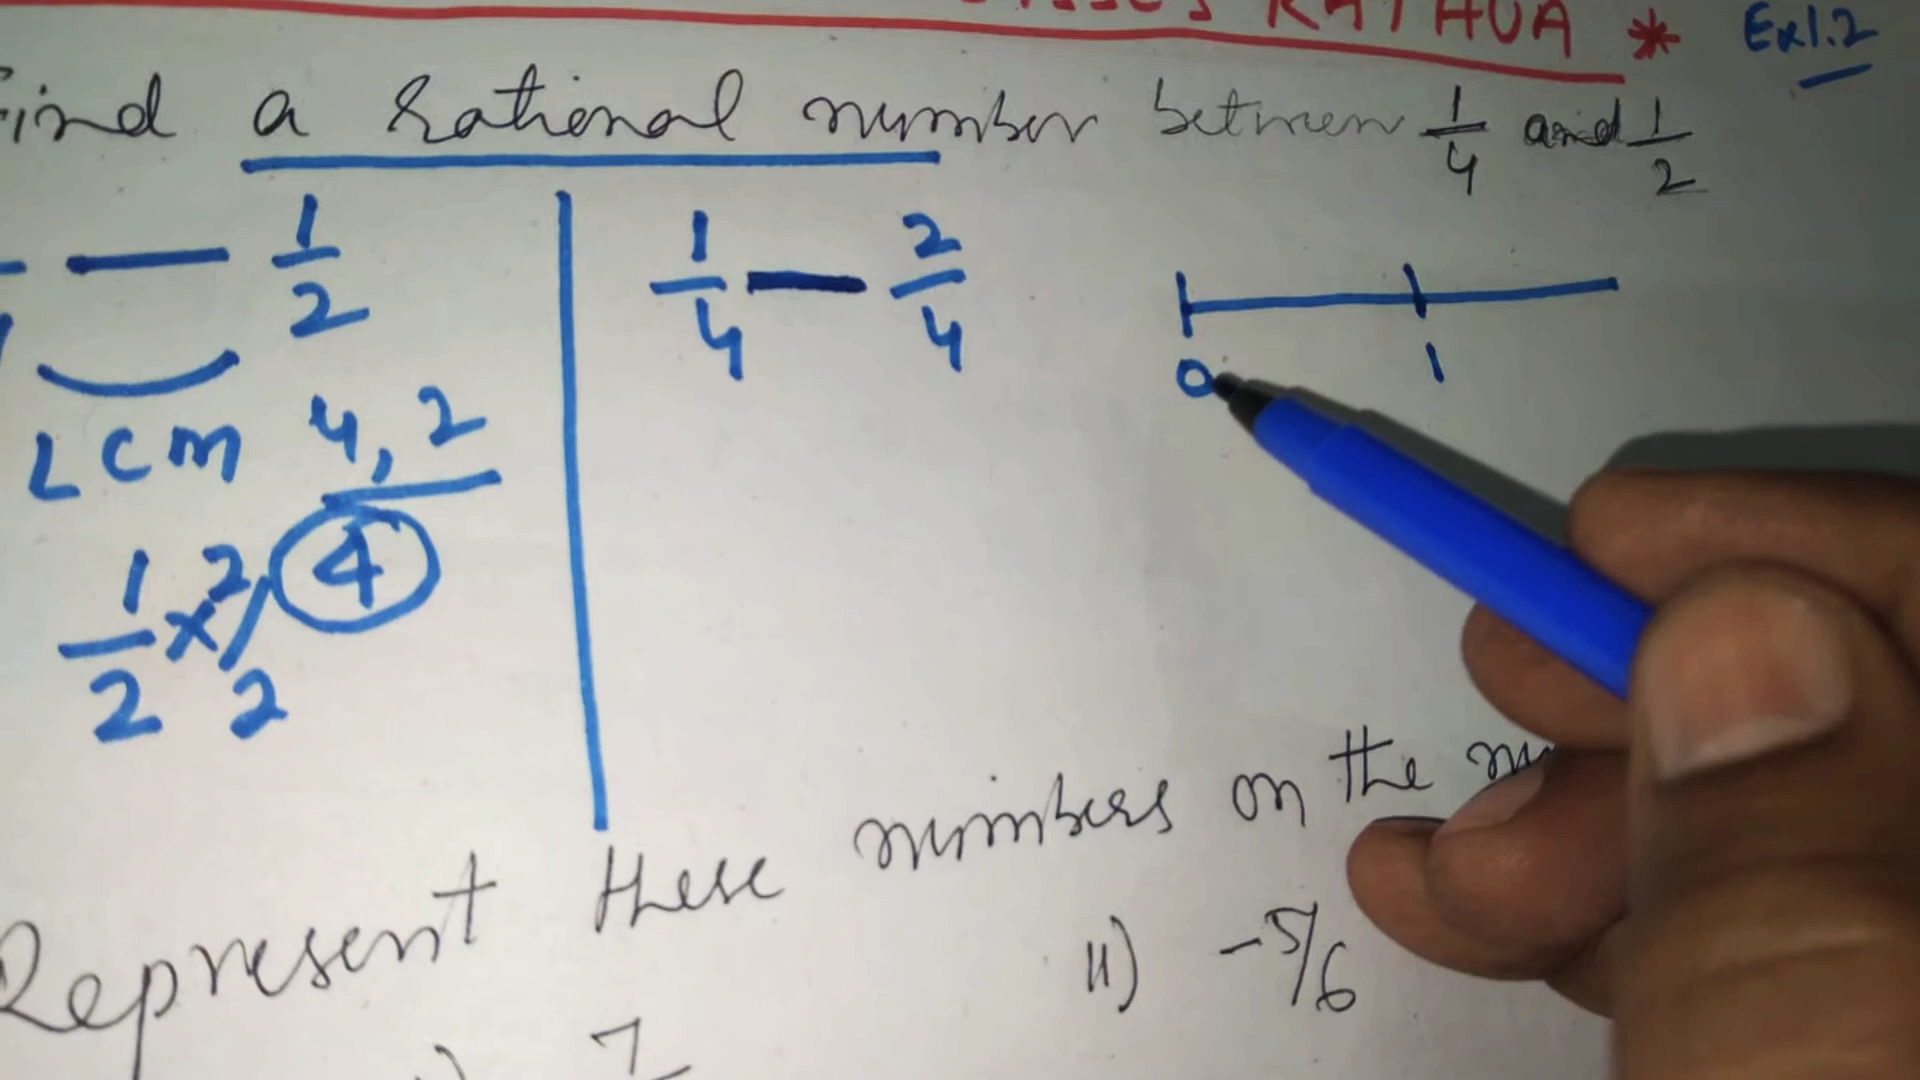 KATHUA * Ex1.2
Find a Rational number between 1/4 and 1/2
1/2
LCM 4, 2
4
1/2 × 2/2
1/4 — 2/4
0 1
Represent these numbers on the
II) -5/6
7